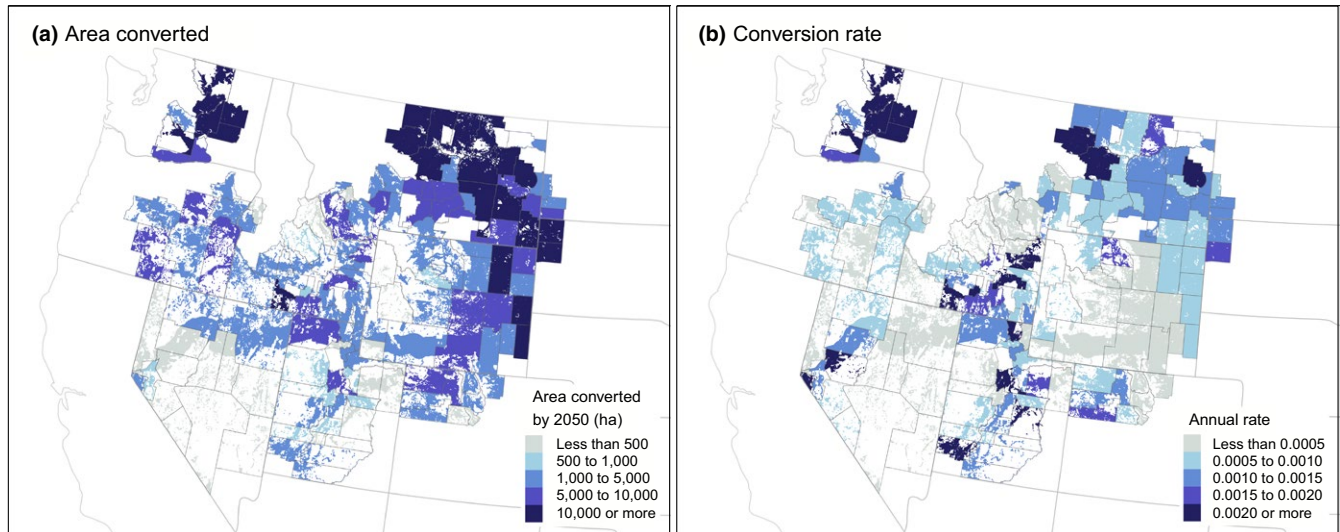 (a) Area converted
Area converted
by 2050 (ha)
Less than 500
500 to 1,000
1,000 to 5,000
5,000 to 10,000
10,000 or more
(b) Conversion rate
Annual rate
Less than 0.0005
0.0005 to 0.0010
0.0010 to 0.0015
0.0015 to 0.0020
0.0020 or more